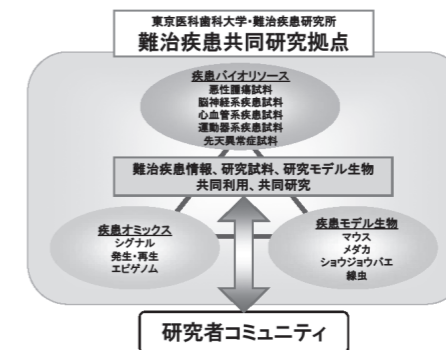 東京医科歯科大学・難治疾患研究所
難治疾患共同研究拠点
疾患バイオリソース
悪性腫瘍試料
脳神経系疾患試料
心血管系疾患試料
運動器系疾患試料
先天異常症試料
難治疾患情報、研究試料、研究モデル生物
共同利用、共同研究
疾患オミックス
シグナル
発生・再生
エピゲノム
疾患モデル生物
マウス
メダカ
ショウジョウバエ
線虫
研究者コミュニティ